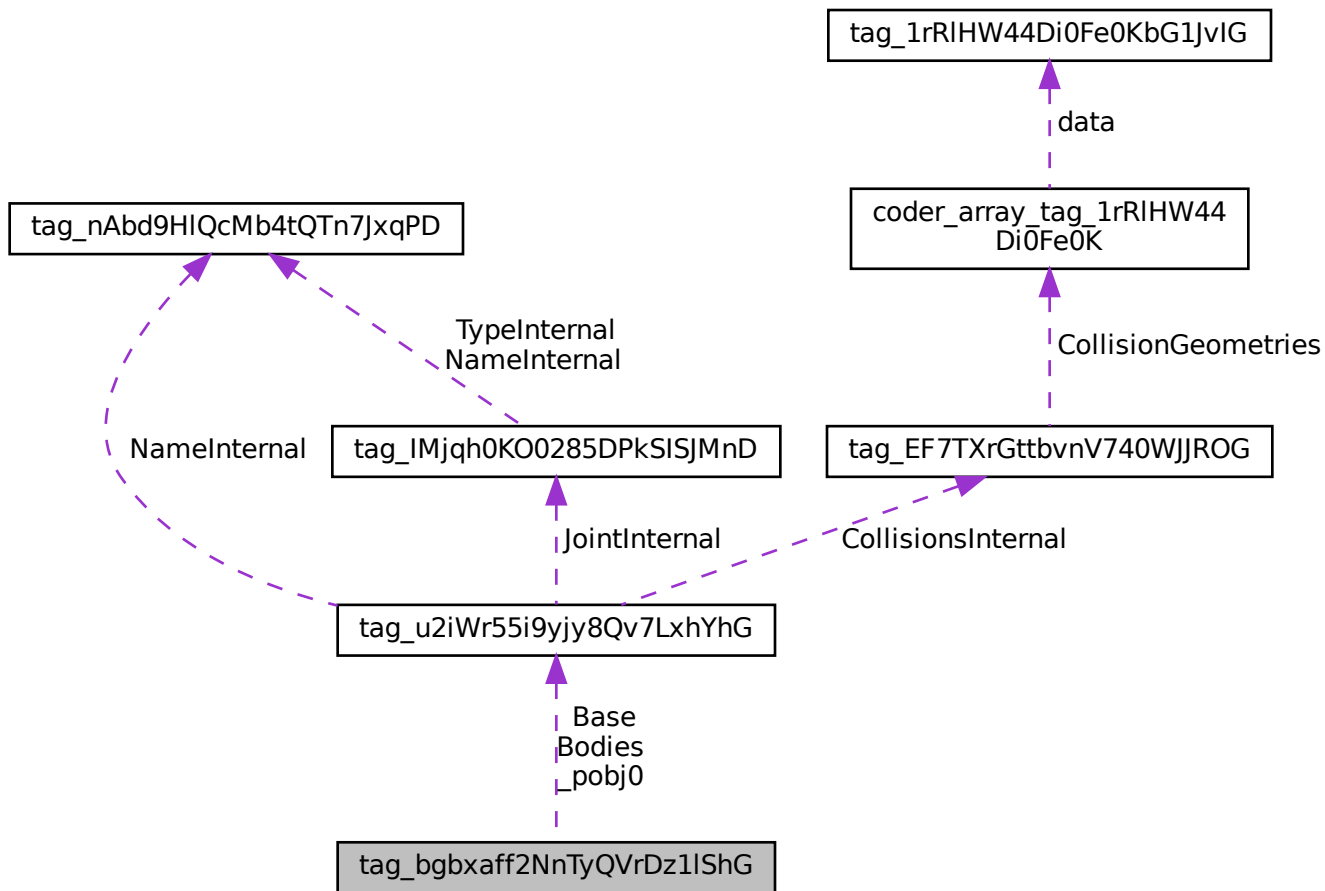 tag_1rRlHW44Di0Fe0KbG1JvIG
data
tag_nAbd9HlQcMb4tQTn7JxqPD
coder_array_tag_1rRlHW44
Di0Fe0K
TypeInternal
NameInternal
CollisionGeometries
NameInternal
tag_IMjqh0KO0285DPkSISJMnD
tag_EF7TXrGttbvnV740WJJROG
JointInternal
CollisionsInternal
tag_u2iWr55i9yjy8Qv7LxhYhG
Base
Bodies
_pobj0
tag_bgbxaff2NnTyQVrDz1lShG